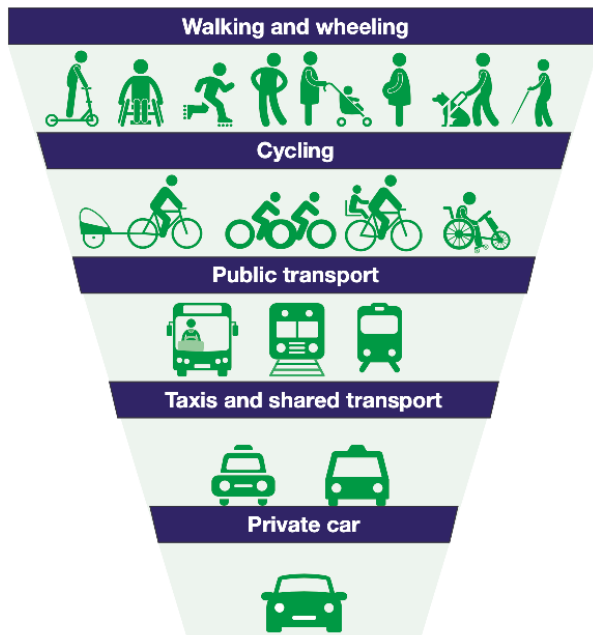 Walking and wheeling
Cycling
Public transport
Taxis and shared transport
Private car